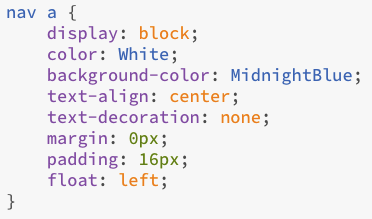 nav a {
    display: block;
    color: White;
    background-color: MidnightBlue;
    text-align: center;
    text-decoration: none;
    margin: 0px;
    padding: 16px;
    float: left;
}